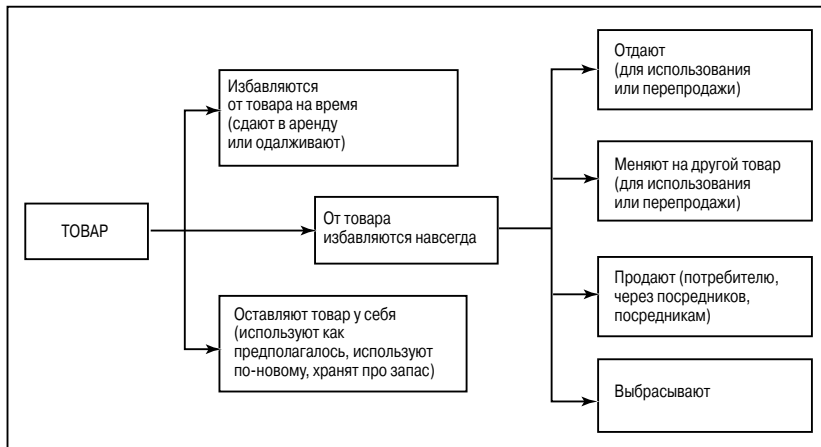 ТОВАР
Избавляются
от товара на время
(сдают в аренду
или одалживают)
От товара
избавляются навсегда
Оставляют товар у себя
(используют как
предполагалось, используют
по-новому, хранят про запас)
Отдают
(для использования
или перепродажи)
Меняют на другой товар
(для использования
или перепродажи)
Продают (потребителю,
через посредников,
посредникам)
Выбрасывают